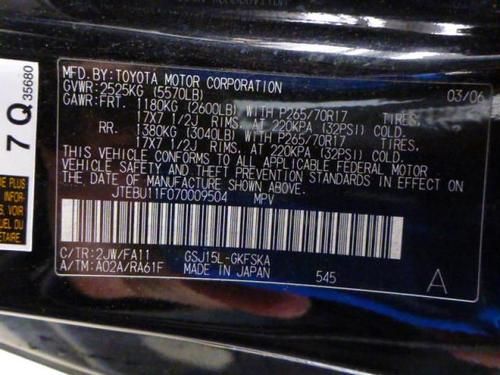 MFD.BY:TOYOTA MOTOR CORPORATION 03/06
GVWR:2525KG (5570LB)
GAWR:FRT. 1180KG (2600LB) WITH P265/70R17 TIRES,
17X7 1/2J RIMS, AT 220KPA (32PSI) COLD
RR. 1380KG (3040LB) WITH P265/70R17 TIRES,
17X7 1/2J RIMS, AT 220KPA (32PSI) COLD
THIS VEHICLE CONFORMS TO ALL APPLICABLE FEDERAL MOTOR
VEHICLE SAFETY AND THEFT PREVENTION STANDARDS IN EFFECT
ON THE DATE OF MANUFACTURE SHOWN ABOVE.
JTEBU11F070009504 MPV
C/TR:2JW/FA11 GSJ15L-GKFSKA
A/TM:A02A/RA61F MADE IN JAPAN 545 A
7 Q 35680
DE PLUS